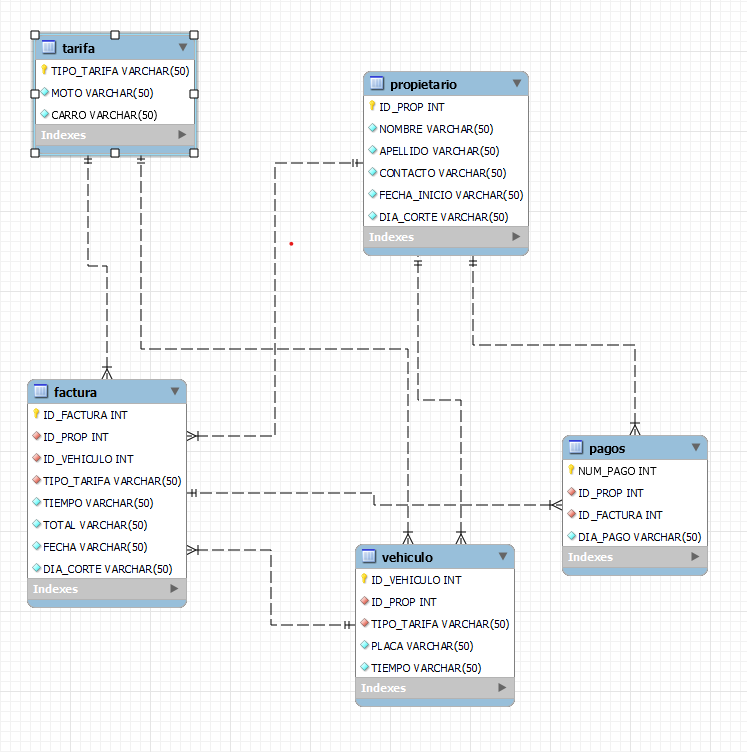 tarifa
TIPO_TARIFA VARCHAR(50)
MOTO VARCHAR(50)
CARRO VARCHAR(50)
Indexes
propietario
ID_PROP INT
NOMBRE VARCHAR(50)
APELLIDO VARCHAR(50)
CONTACTO VARCHAR(50)
FECHA_INICIO VARCHAR(50)
DIA_CORTE VARCHAR(50)
Indexes
factura
ID_FACTURA INT
ID_PROP INT
ID_VEHICULO INT
TIPO_TARIFA VARCHAR(50)
TIEMPO VARCHAR(50)
TOTAL VARCHAR(50)
FECHA VARCHAR(50)
DIA_CORTE VARCHAR(50)
Indexes
pagos
NUM_PAGO INT
ID_PROP INT
ID_FACTURA INT
DIA_PAGO VARCHAR(50)
Indexes
vehiculo
ID_VEHICULO INT
ID_PROP INT
TIPO_TARIFA VARCHAR(50)
PLACA VARCHAR(50)
TIEMPO VARCHAR(50)
Indexes